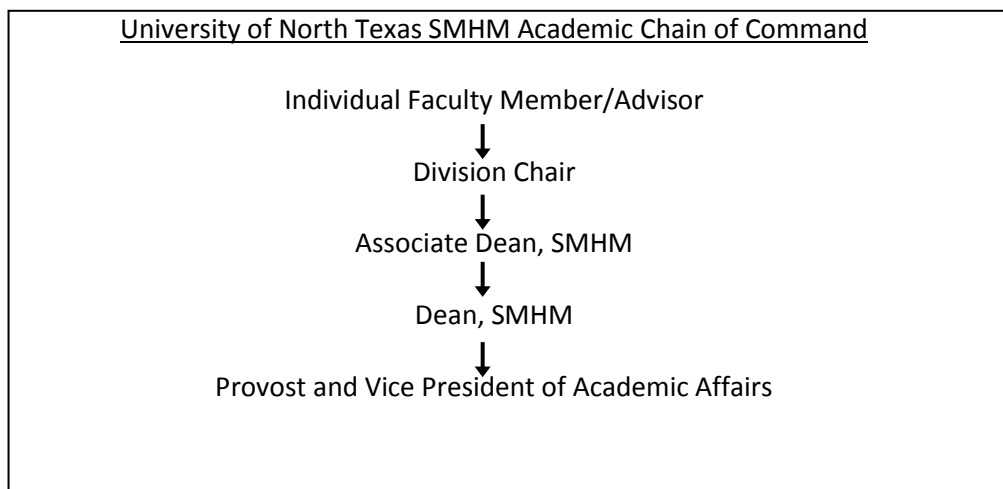 University of North Texas SMHM Academic Chain of Command
Individual Faculty Member/Advisor
Division Chair
Associate Dean, SMHM
Dean, SMHM
Provost and Vice President of Academic Affairs